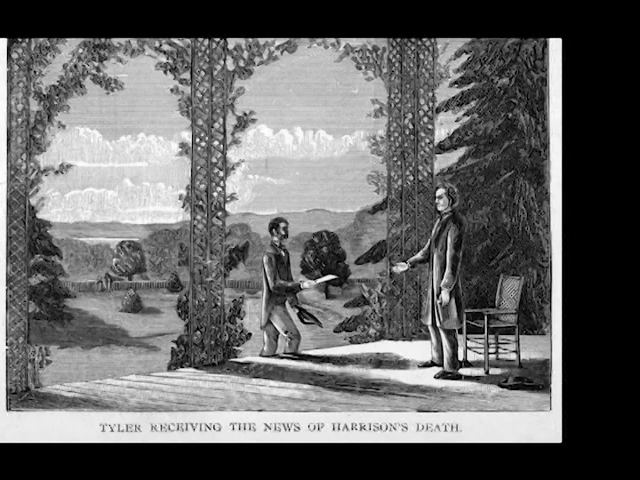 TYLER RECEIVING THE NEWS OF HARRISON'S DEATH.